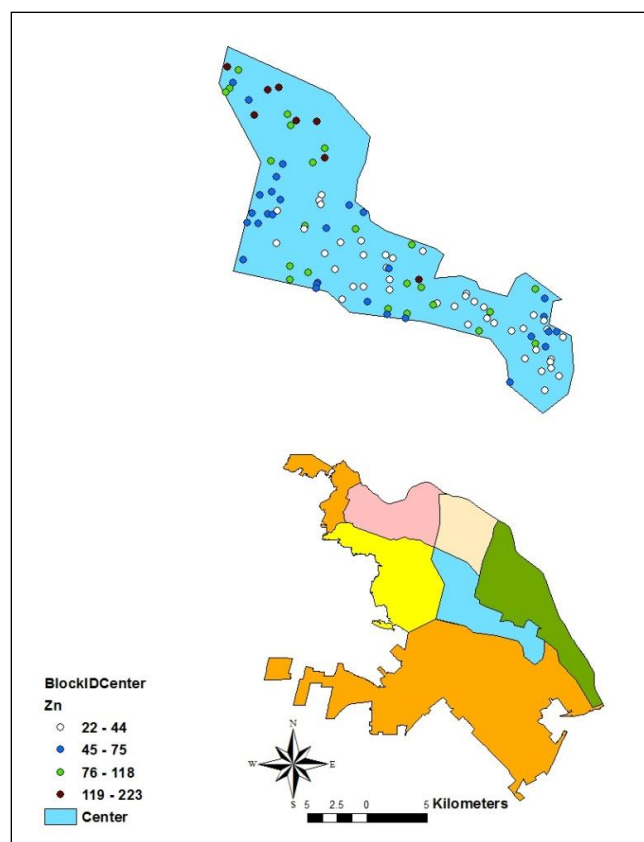 BlockIDCenter
Zn
22 - 44
45 - 75
76 - 118
119 - 223
Center
N
W E
S
5 2.5 0 5 Kilometers